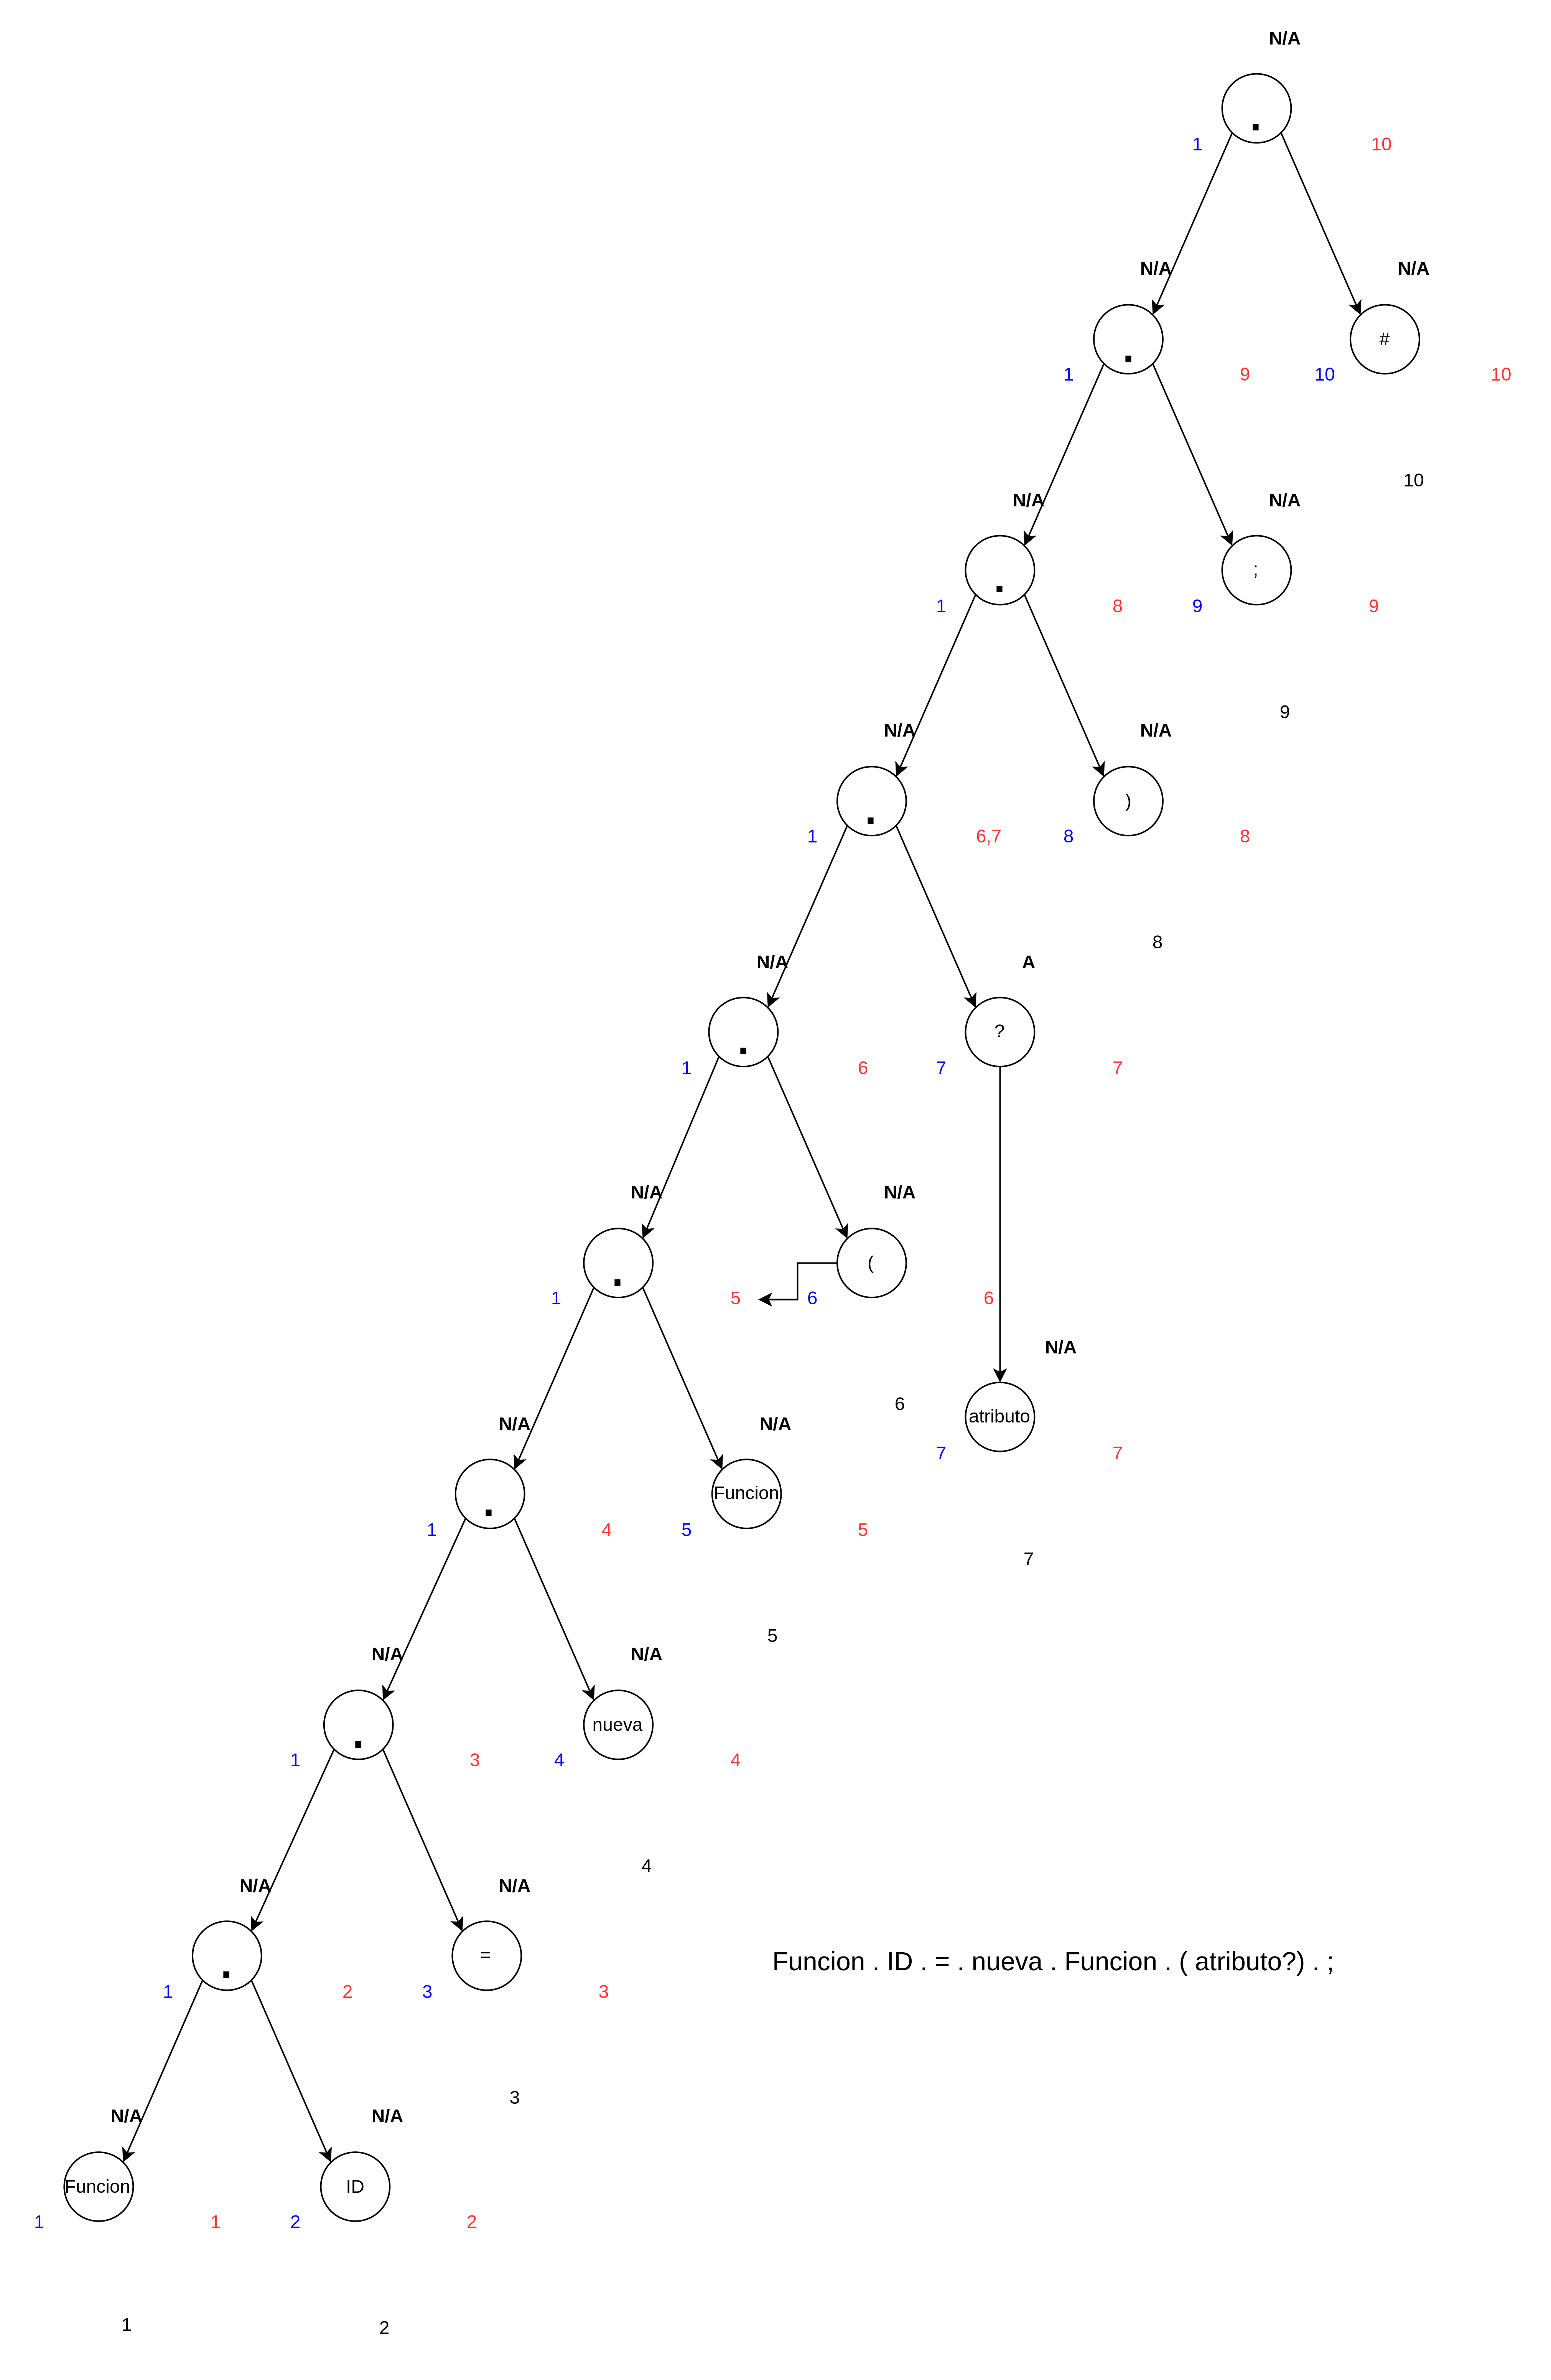 N/A
.
1 10
N/A N/A
. #
1 9 10 10
10
N/A N/A
. ;
1 8 9 9
9
N/A N/A
. )
1 6,7 8 8
8
N/A A
. ?
1 6 7 7
N/A N/A
. (
1 5 6 6
N/A
6
atributo
N/A N/A
7 7
. Funcion
1 4 5 5
7
5
N/A N/A
. nueva
1 3 4 4
4
N/A N/A
. =
Funcion . ID . = . nueva . Funcion . ( atributo?) . ;
1 2 3 3
3
N/A N/A
Funcion ID
1 1 2 2
1 2